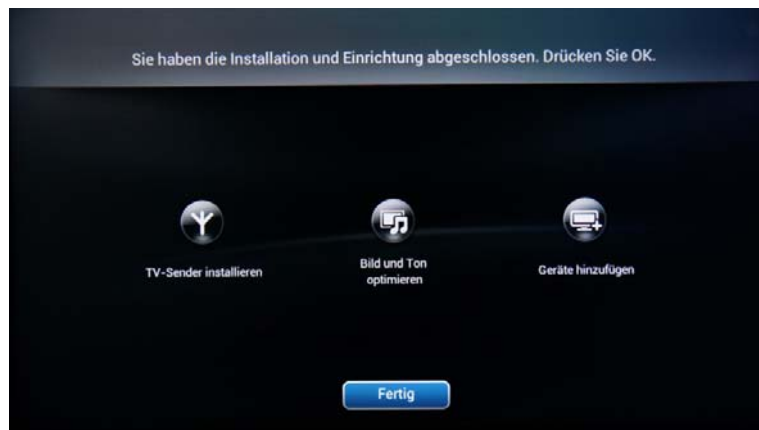 Sie haben die Installation und Einrichtung abgeschlossen. Drücken Sie OK.
TV-Sender installieren
Bild und Ton
optimieren
Geräte hinzufügen
Fertig